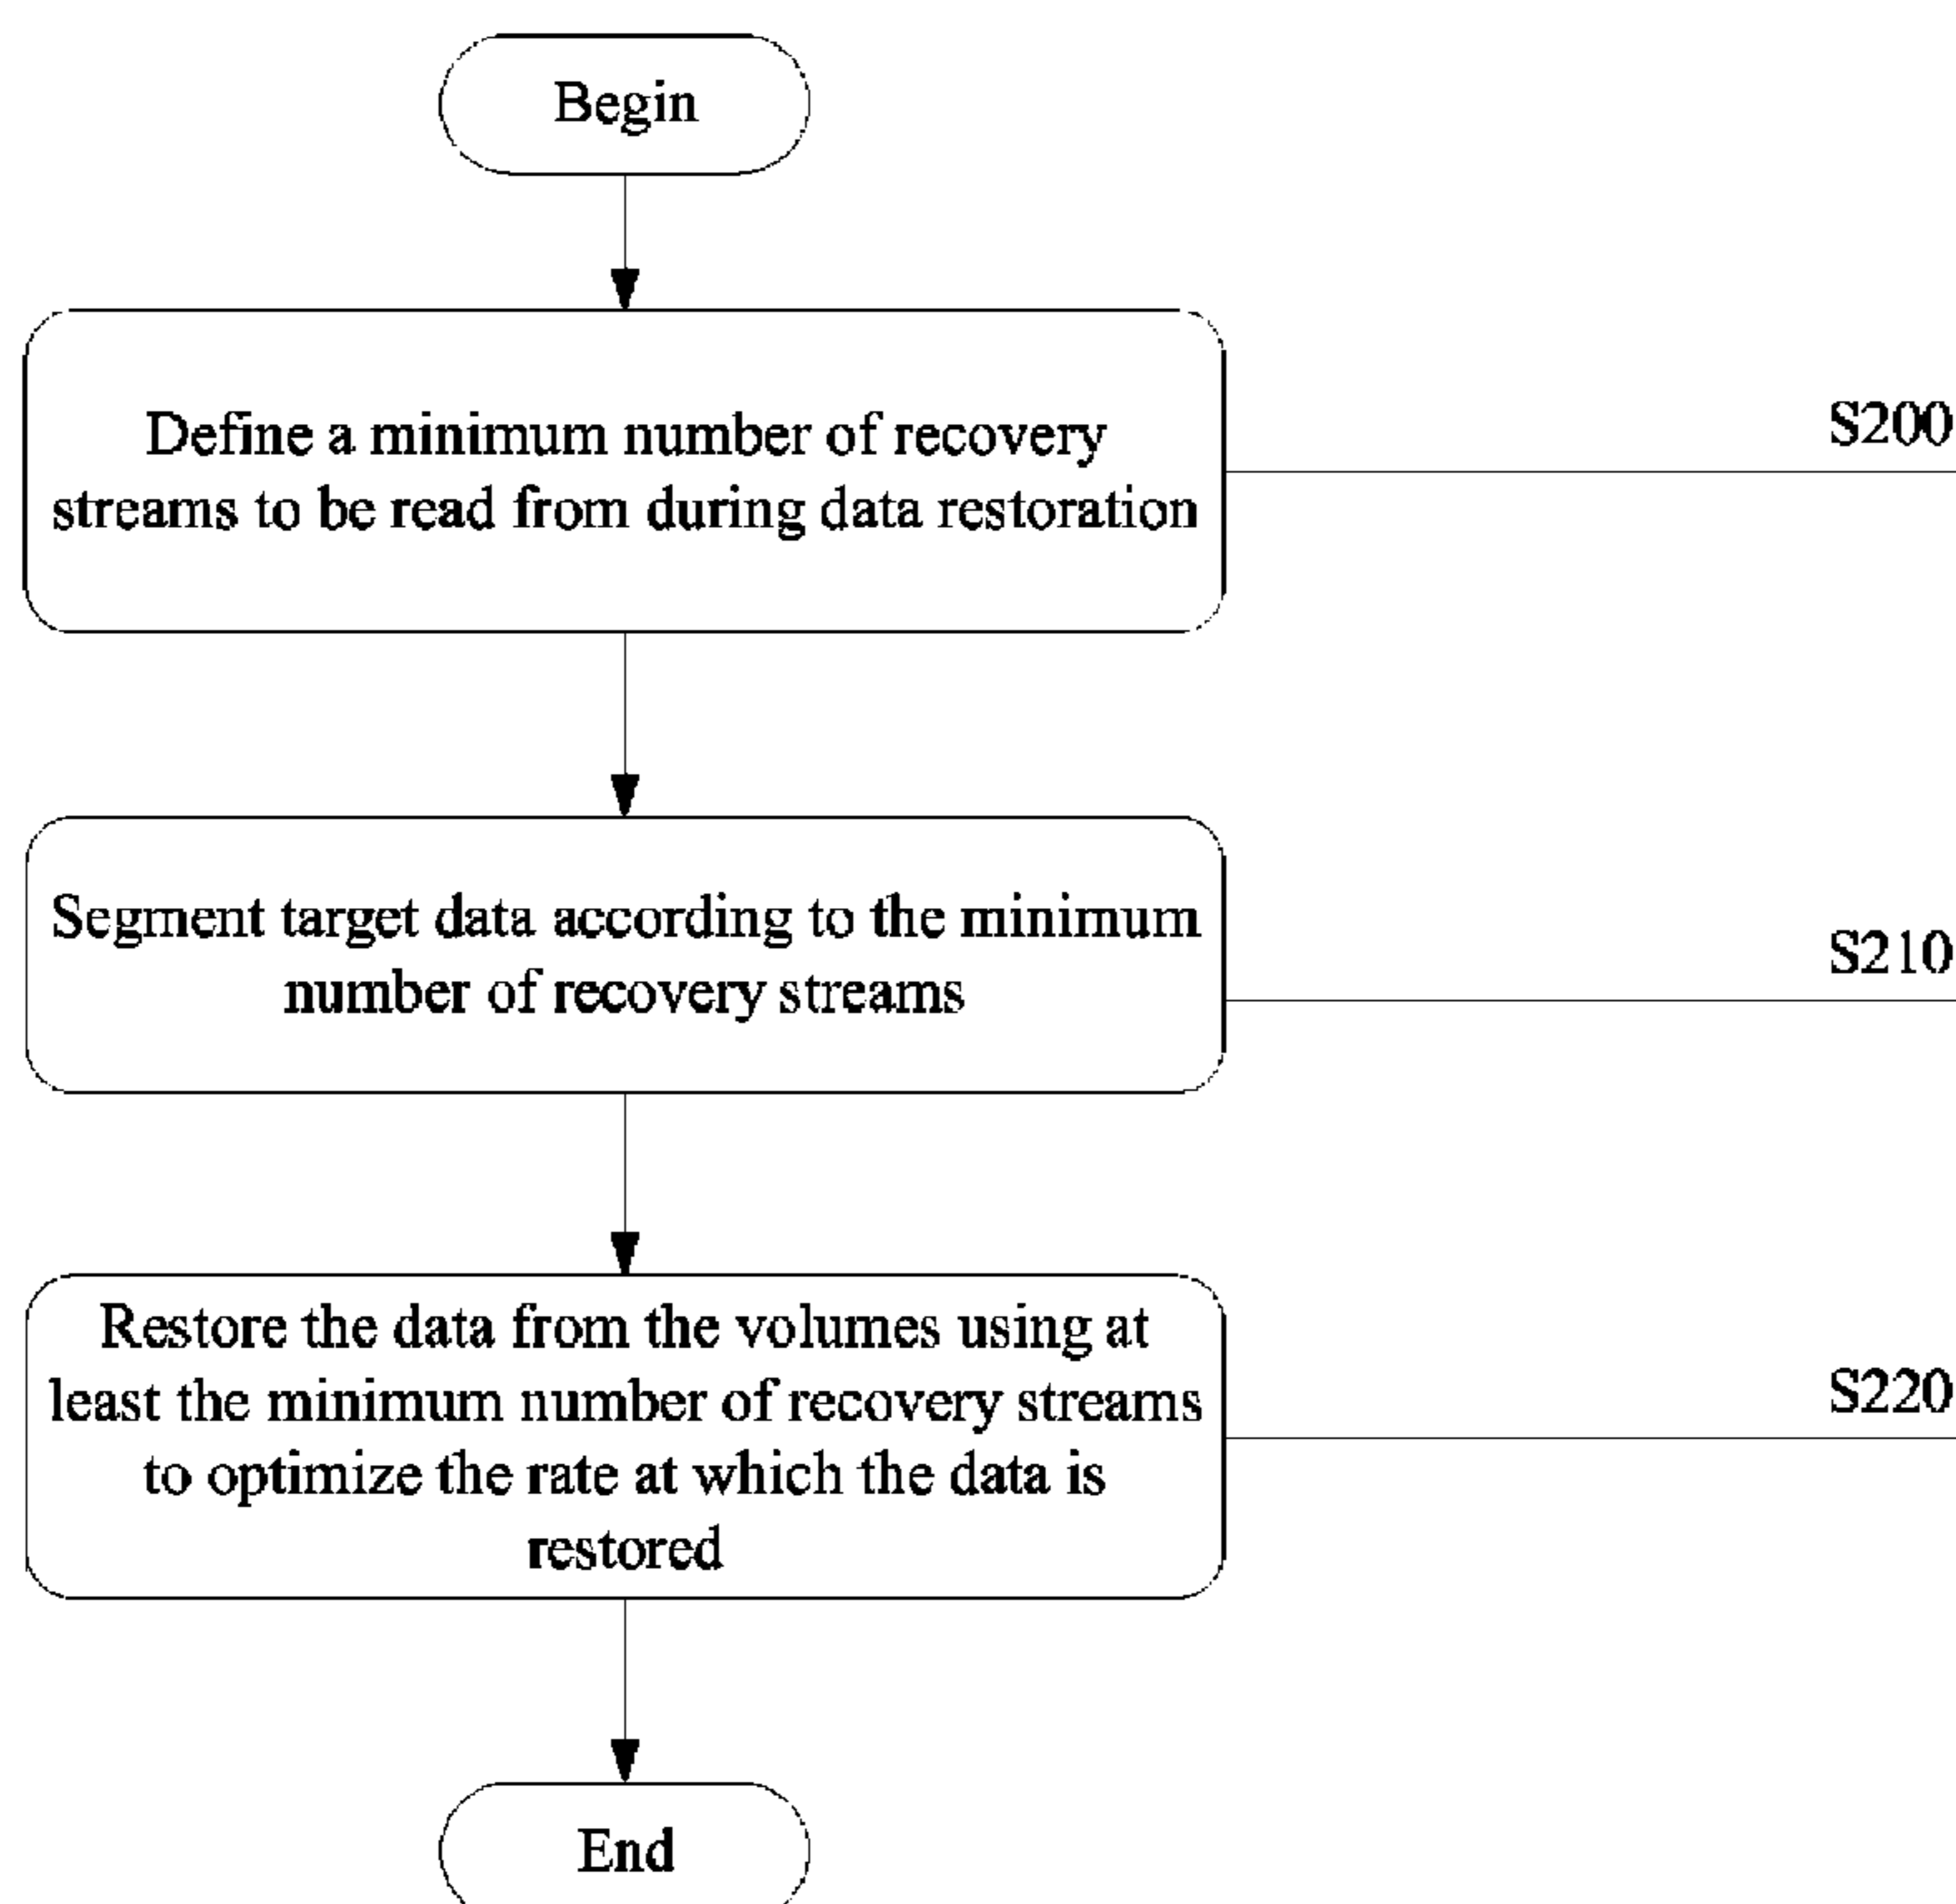 Begin
Define a minimum number of recovery
streams to be read from during data restoration
S200
Segment target data according to the minimum
number of recovery streams
S210
Restore the data from the volumes using at
least the minimum number of recovery streams
to optimize the rate at which the data is
restored
S220
End